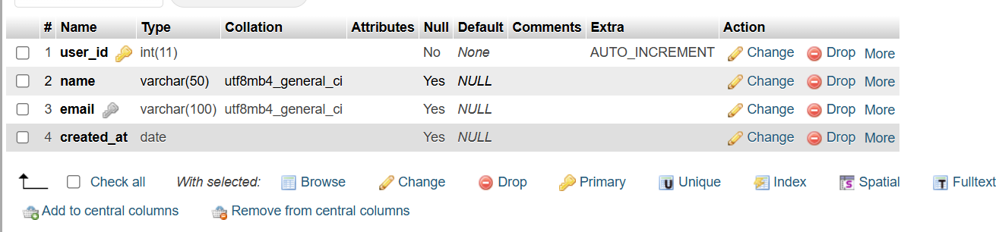 # Name Type Collation Attributes Null Default Comments Extra Action
1 user_id int(11) No None AUTO_INCREMENT Change Drop More
2 name varchar(50) utf8mb4_general_ci Yes NULL Change Drop More
3 email varchar(100) utf8mb4_general_ci Yes NULL Change Drop More
4 created_at date Yes NULL Change Drop More
Check all With selected: Browse Change Drop Primary Unique Index Spatial Fulltext
Add to central columns Remove from central columns